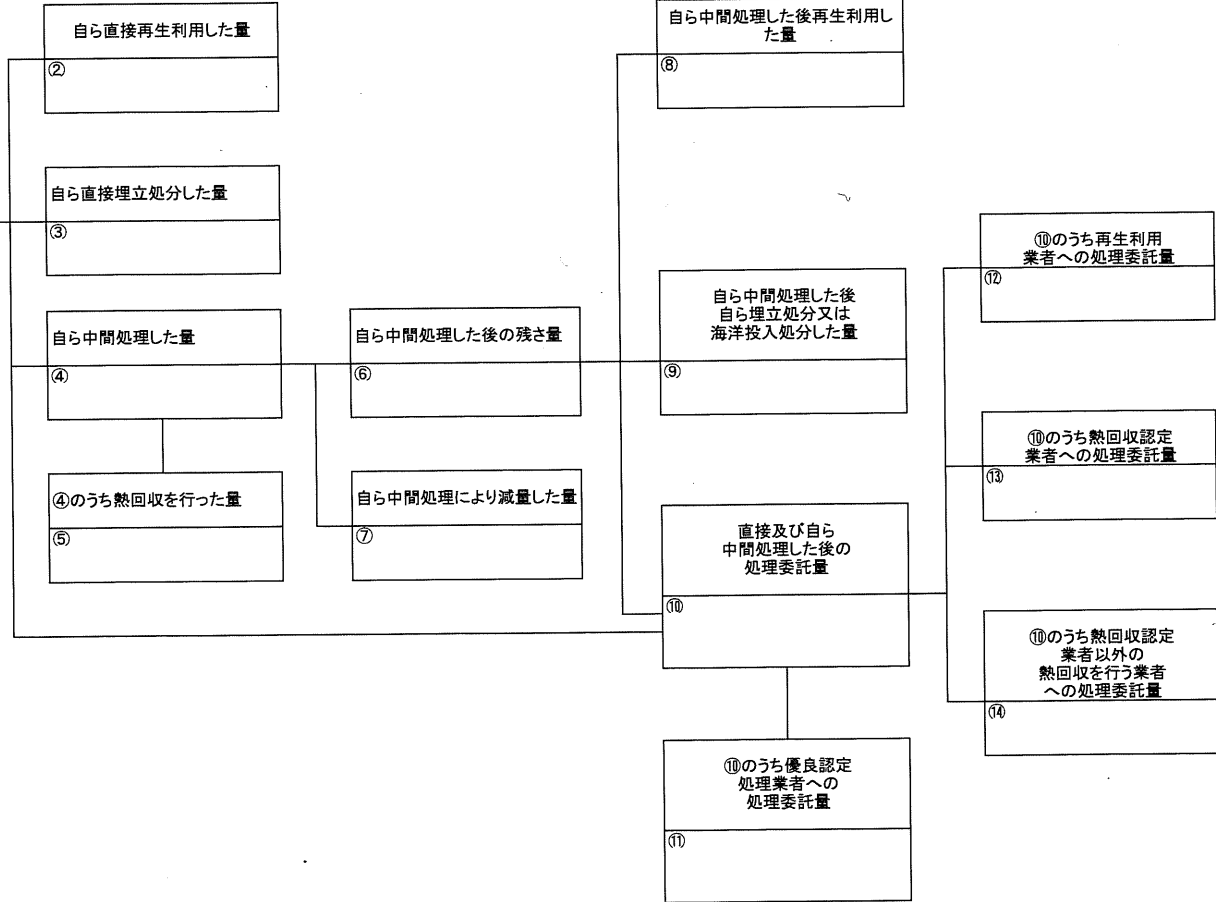 自ら直接再生利用した量
②
自ら直接埋立処分した量
③
自ら中間処理した量
④
④のうち熱回収を行った量
⑤
自ら中間処理した後の残さ量
⑥
自ら中間処理により減量した量
⑦
自ら中間処理した後再生利用し
た量
⑧
自ら中間処理した後
自ら埋立処分又は
海洋投入処分した量
⑨
直接及び自ら
中間処理した後の
処理委託量
⑩
⑩のうち優良認定
処理業者への
処理委託量
⑪
⑩のうち再生利用
業者への処理委託量
⑫
⑩のうち熱回収認定
業者への処理委託量
⑬
⑩のうち熱回収認定
業者以外の
熱回収を行う業者
への処理委託量
⑭